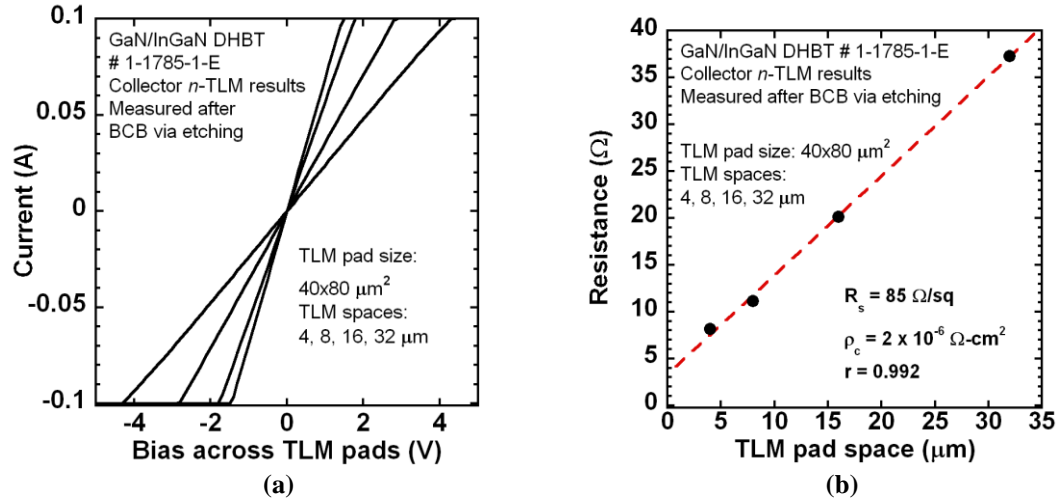 GaN/InGaN DHBT
# 1-1785-1-E
Collector n-TLM results
Measured after
BCB via etching
TLM pad size:
40x80 μm²
TLM spaces:
4, 8, 16, 32 μm
0.1
0.05
0
-0.05
-0.1
Current (A)
-4
-2
0
2
4
Bias across TLM pads (V)
(a)
GaN/InGaN DHBT # 1-1785-1-E
Collector n-TLM results
Measured after BCB via etching
TLM pad size: 40x80 μm²
TLM spaces:
4, 8, 16, 32 μm
Rs = 85 Ω/sq
ρc = 2 x 10⁻⁶ Ω-cm²
r = 0.992
40
35
30
25
20
15
10
5
0
Resistance (Ω)
0
5
10
15
20
25
30
35
TLM pad space (μm)
(b)